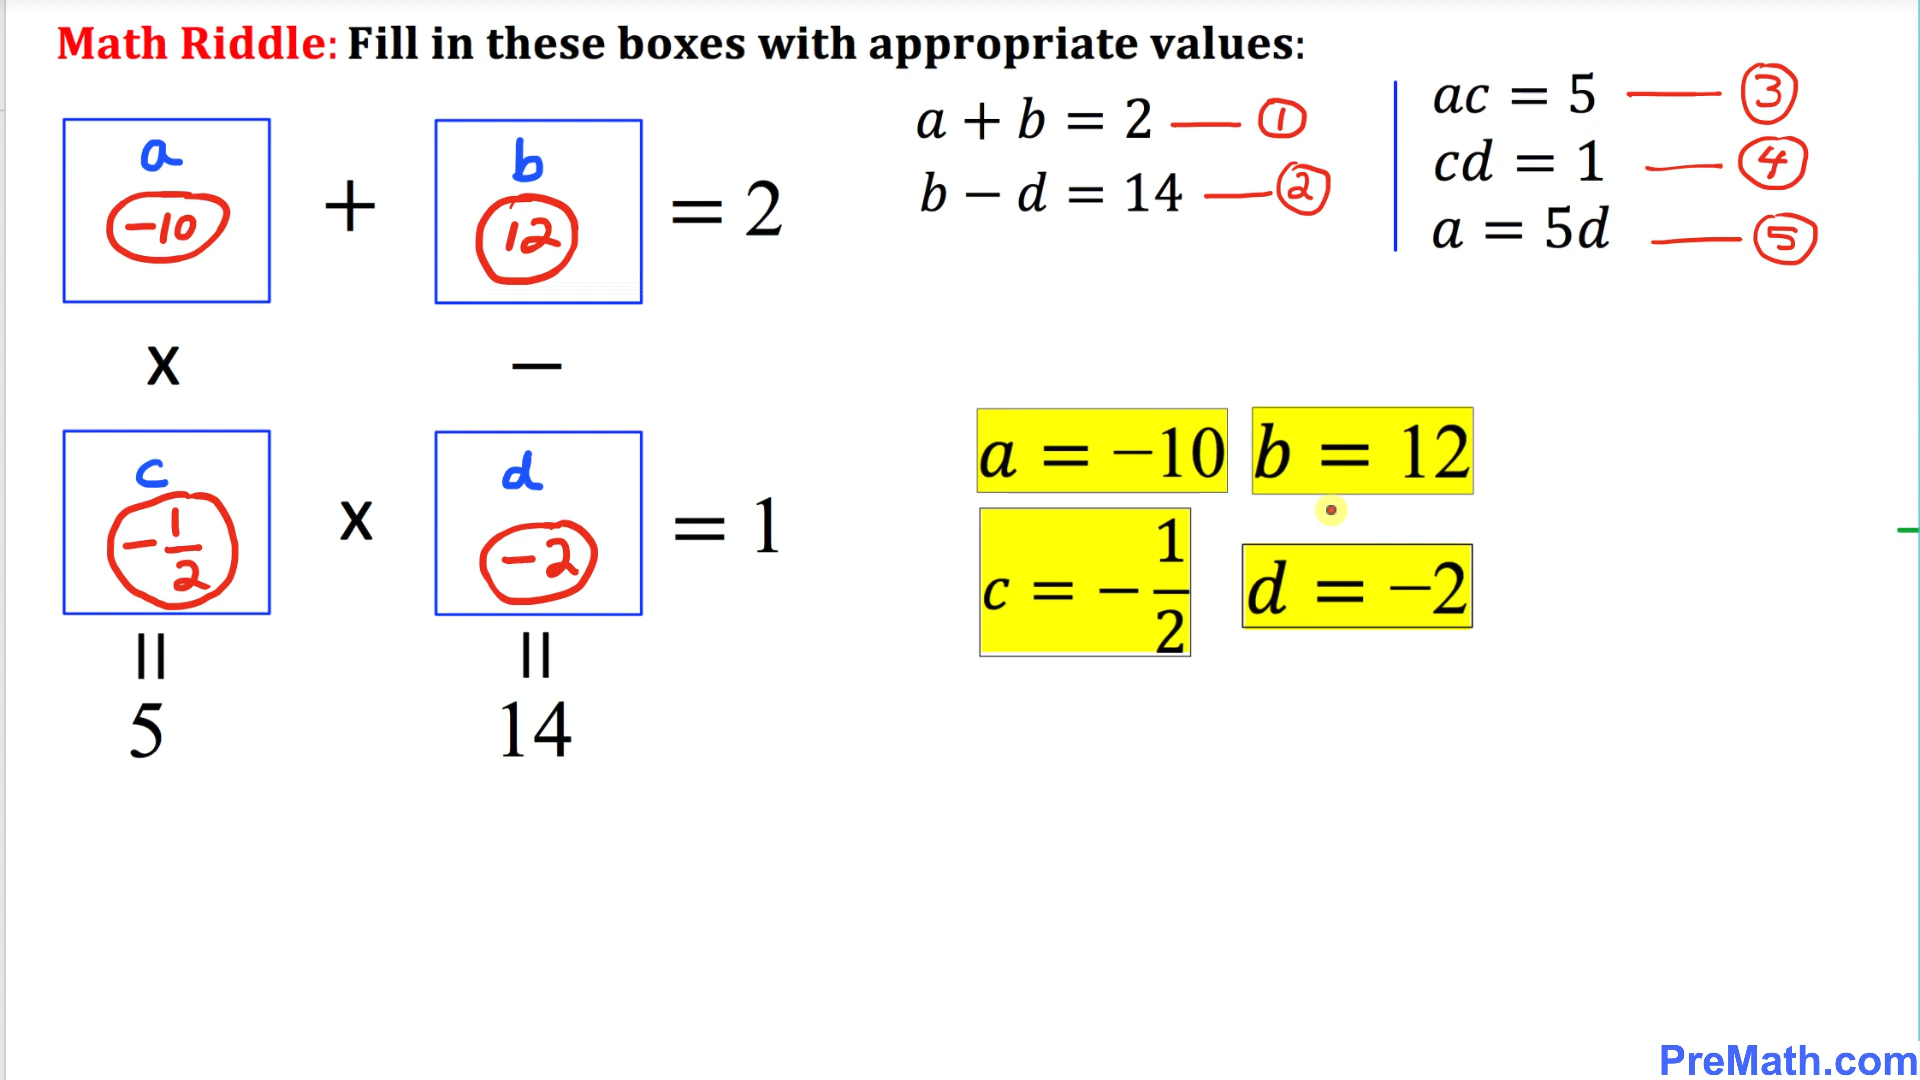 Math Riddle: Fill in these boxes with appropriate values:
a + b = 2 — ①
b − d = 14 — ②
ac = 5 — ③
cd = 1 — ④
a = 5d — ⑤
a b
−10 + 12 = 2
x −
c d
−1/2 x −2 = 1
= =
5 14
a = −10 b = 12
c = −1/2 d = −2
PreMath.com